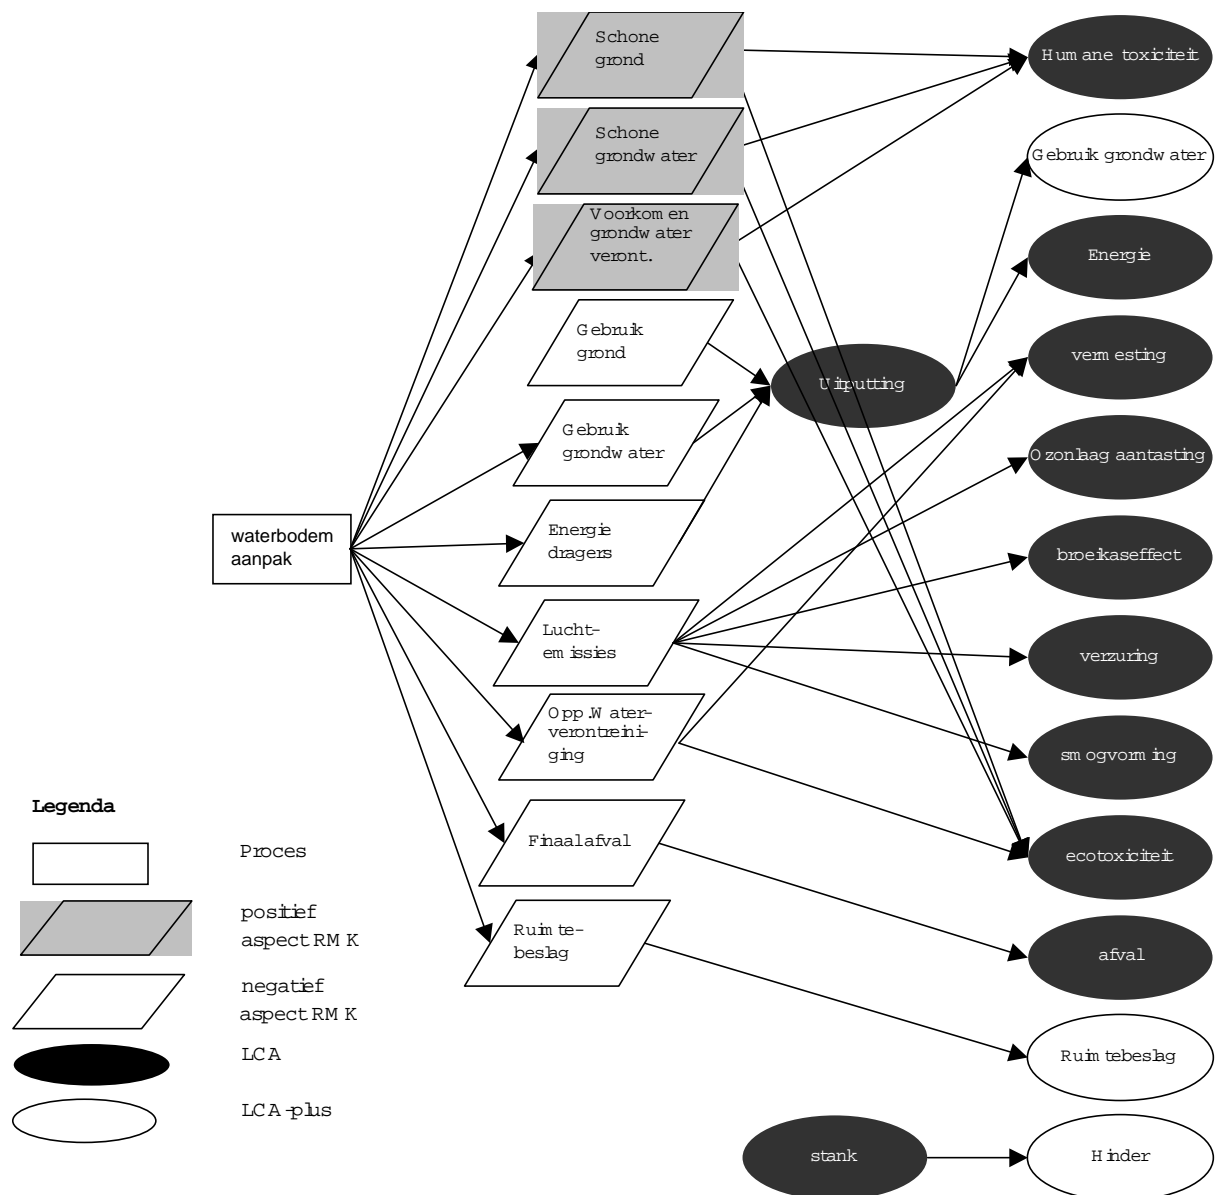 Schone
grond
Humane toxiciteit
Schone
grondwater
Gebruik grondwater
Voorkomen
grondwater
veront.
Energie
Gebruik
grond
vermesting
Uitputting
Gebruik
grondwater
Ozonlaag aantasting
waterbodem
aanpak
Energie
dragers
broeikaseffect
Lucht-
emissies
verzuring
Opp.Water-
verontreini-
ging
smogvorming
Legenda
Finaal afval
ecotoxiciteit
Proces
positief
aspect RMK
Ruimte-
beslag
afval
negatief
aspect RMK
LCA
Ruimtebeslag
LCA-plus
stank
Hinder